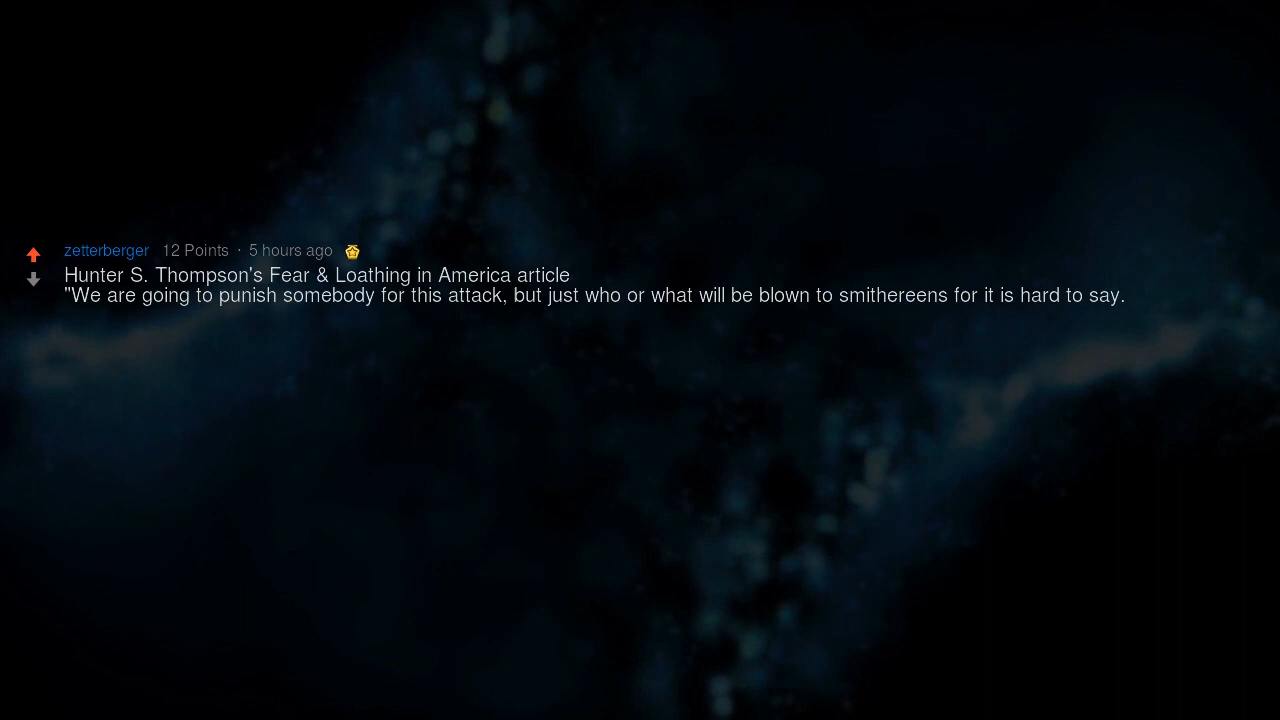 zetterberger 12 Points · 5 hours ago
Hunter S. Thompson's Fear & Loathing in America article
"We are going to punish somebody for this attack, but just who or what will be blown to smithereens for it is hard to say.